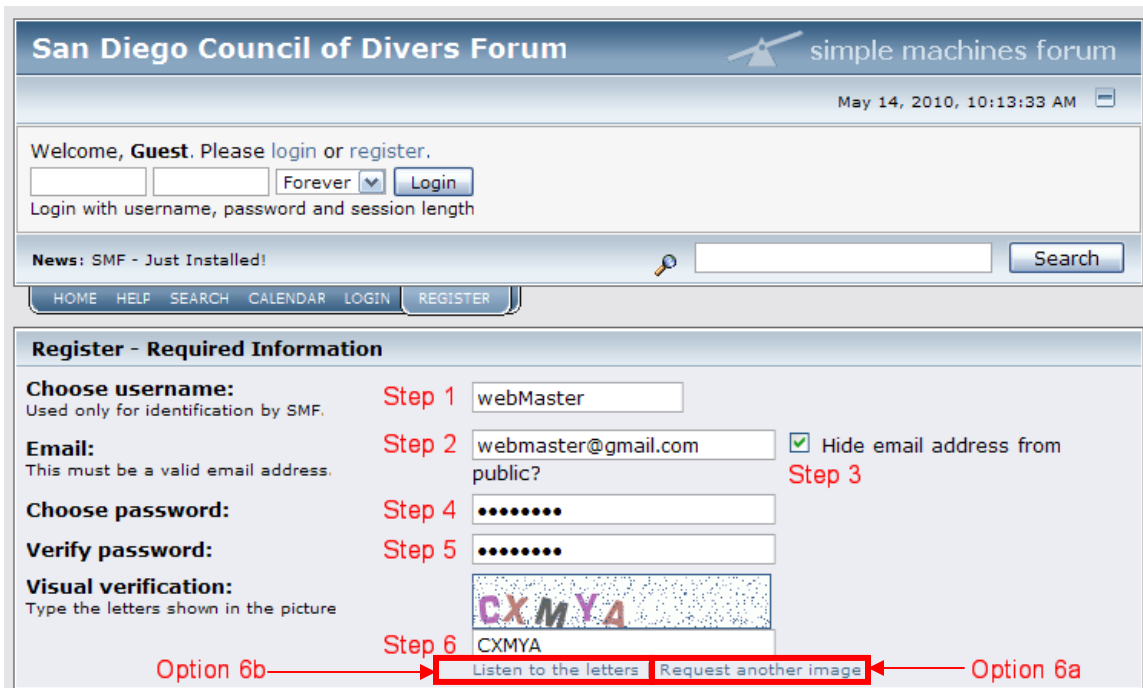 San Diego Council of Divers Forum simple machines forum
May 14, 2010, 10:13:33 AM
Welcome, Guest. Please login or register.
Forever Login
Login with username, password and session length
News: SMF - Just Installed! Search
HOME HELP SEARCH CALENDAR LOGIN REGISTER
Register - Required Information
Choose username: Step 1 webMaster
Used only for identification by SMF.
Email: Step 2 webmaster@gmail.com Hide email address from
This must be a valid email address. public? Step 3
Choose password: Step 4 ••••••••
Verify password: Step 5 ••••••••
Visual verification:
Type the letters shown in the picture CXMYA
Step 6 CXMYA
Option 6b Listen to the letters Request another image Option 6a